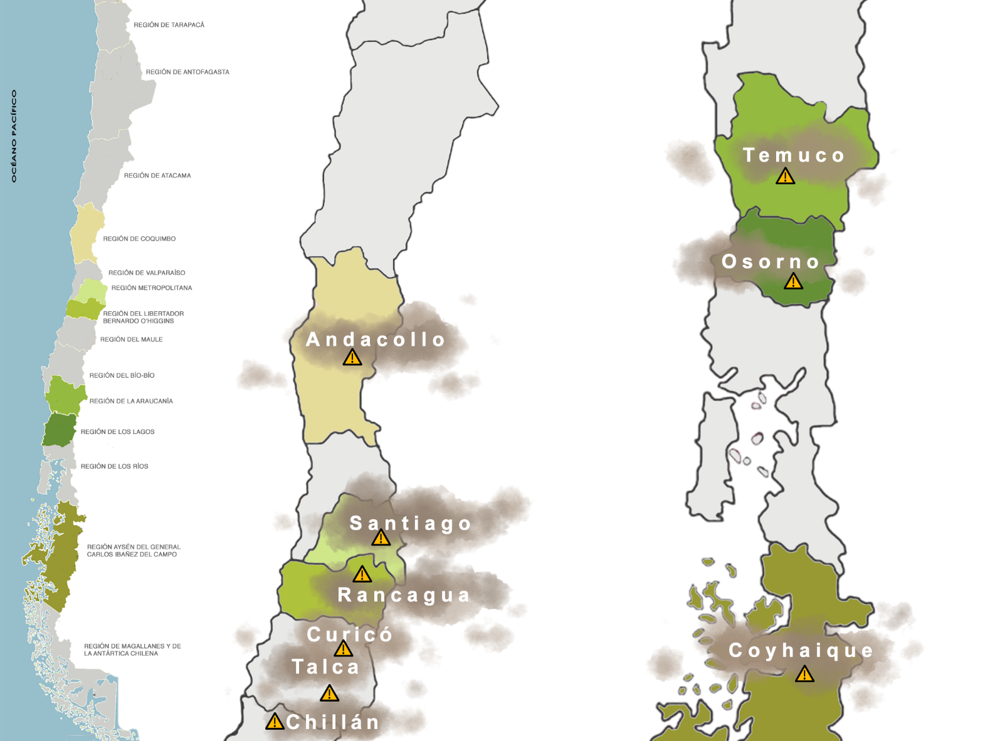 OCÉANO PACÍFICO
REGIÓN DE TARAPACÁ
REGIÓN DE ANTOFAGASTA
REGIÓN DE ATACAMA
REGIÓN DE COQUIMBO
REGIÓN DE VALPARAÍSO
REGIÓN METROPOLITANA
REGIÓN DEL LIBERTADOR
BERNARDO O'HIGGINS
REGIÓN DEL MAULE
REGIÓN DEL BÍO-BÍO
REGIÓN DE LA ARAUCANÍA
REGIÓN DE LOS LAGOS
REGIÓN DE LOS RÍOS
REGIÓN AYSÉN DEL GENERAL
CARLOS IBAÑEZ DEL CAMPO
REGIÓN DE MAGALLANES Y DE
LA ANTÁRTICA CHILENA
Andacollo
Santiago
Rancagua
Curicó
Talca
Chillán
Temuco
Osorno
Coyhaique